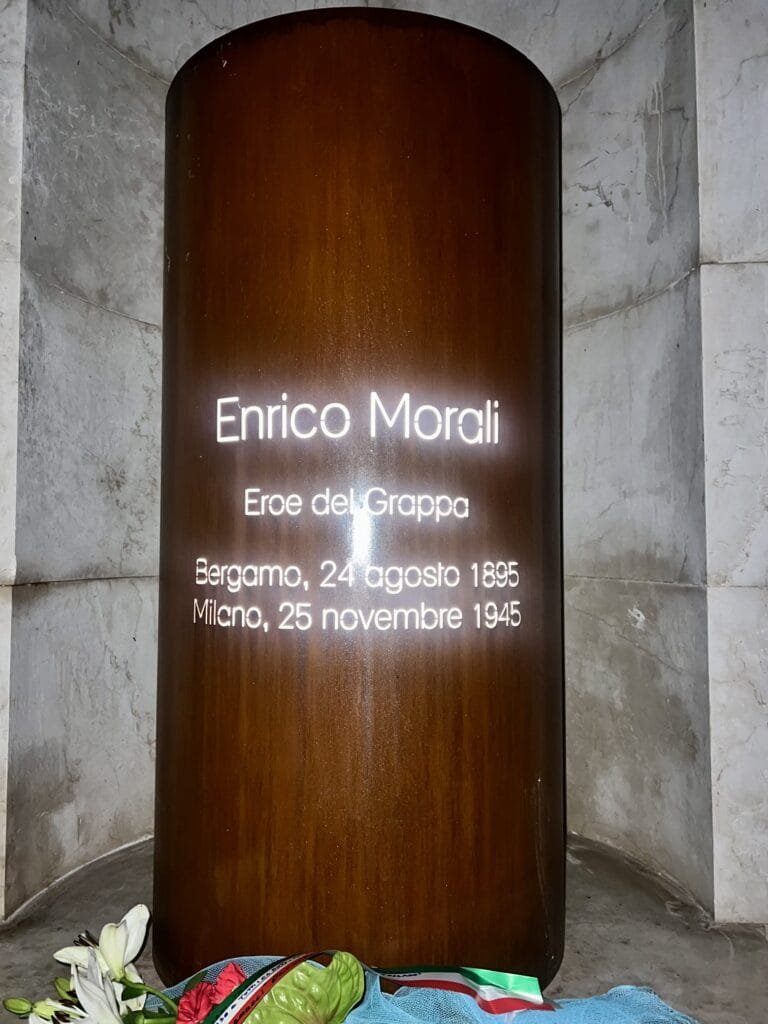 Enrico Morali
Eroe del Grappa
Bergamo, 24 agosto 1895
Milano, 25 novembre 1945